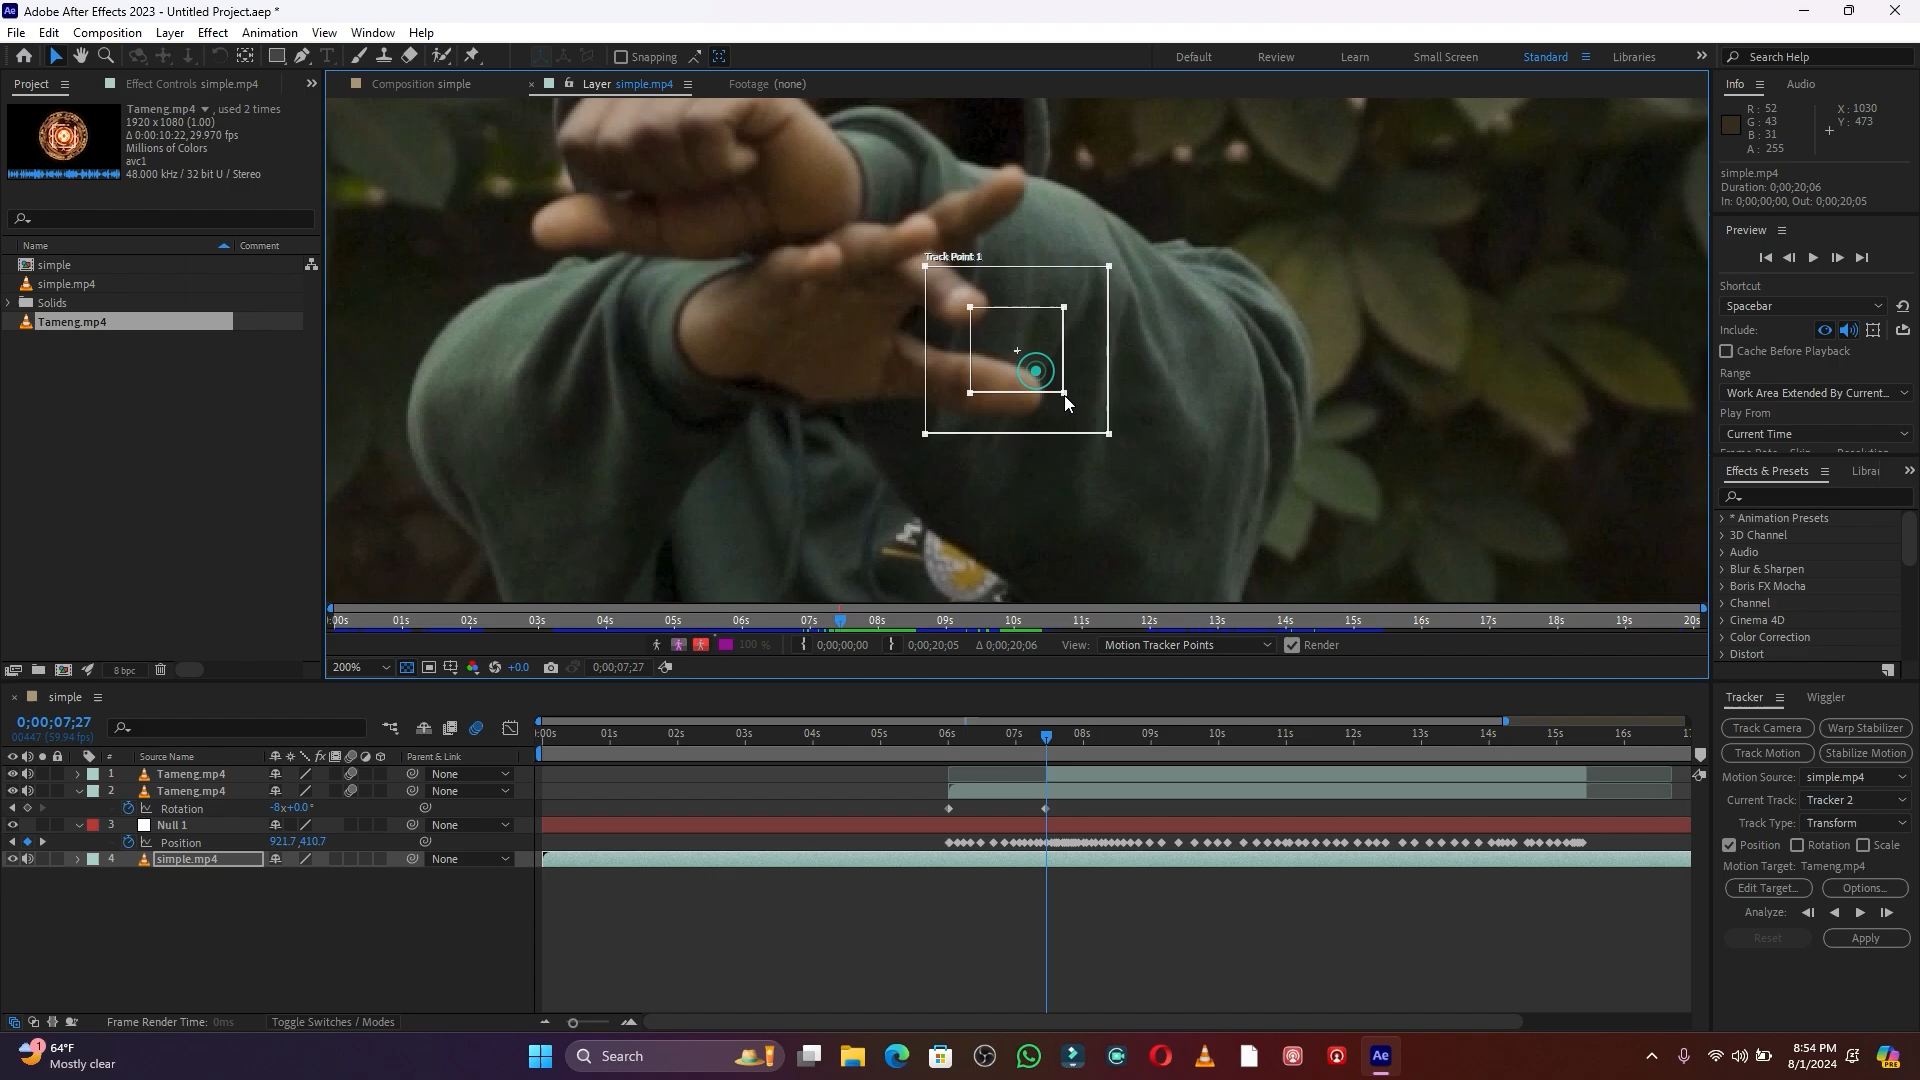 Adobe After Effects 2023 - Untitled Project.aep *
File Edit Composition Layer Effect Animation View Window Help
Snapping
Default Review Learn Small Screen Standard Libraries
Search Help
Project
Effect Controls simple.mp4
Composition simple
Layer simple.mp4
Footage (none)
Info Audio
Tameng.mp4 , used 2 times
1920 x 1080 (1.00)
Δ 0:00:10:22, 29.970 fps
Millions of Colors
avc1
48.000 kHz / 32 bit U / Stereo
R: 52
G: 43
B: 31
A: 255
X: 1030
Y: 473
simple.mp4
Duration: 0;00;20;06
In: 0;00;00;00, Out: 0;00;20;05
Name Comment
simple
simple.mp4
Solids
Tameng.mp4
Track Point 1
Preview
Shortcut
Spacebar
Include:
Cache Before Playback
Range
Work Area Extended By Current...
Play From
Current Time
Effects & Presets
* Animation Presets
3D Channel
Audio
Blur & Sharpen
Boris FX Mocha
Channel
Cinema 4D
Color Correction
Distort
:00s 01s 02s 03s 04s 05s 06s 07s 08s 09s 10s 11s 12s 13s 14s 15s 16s 17s 18s 19s 20s
100 % 0;00;00;00 0;00;20;05 Δ 0;00;20;06 View: Motion Tracker Points Render
8 bpc
200% +0.0 0;00;07;27
simple
0;00;07;27
00447 (59.94 fps)
:00s 01s 02s 03s 04s 05s 06s 07s 08s 09s 10s 11s 12s 13s 14s 15s 16s
# Source Name fx Parent & Link
1 Tameng.mp4 None
2 Tameng.mp4 None
Rotation -8x+0.0°
3 Null 1 None
Position 921.7,410.7
4 simple.mp4 None
Tracker Wiggler
Track Camera Warp Stabilizer
Track Motion Stabilize Motion
Motion Source: simple.mp4
Current Track: Tracker 2
Track Type: Transform
Position Rotation Scale
Motion Target: Tameng.mp4
Edit Target... Options...
Analyze:
Reset Apply
Frame Render Time: 0ms Toggle Switches / Modes
1
64°F
Mostly clear
Search
Ae
8:54 PM
8/1/2024
PRE